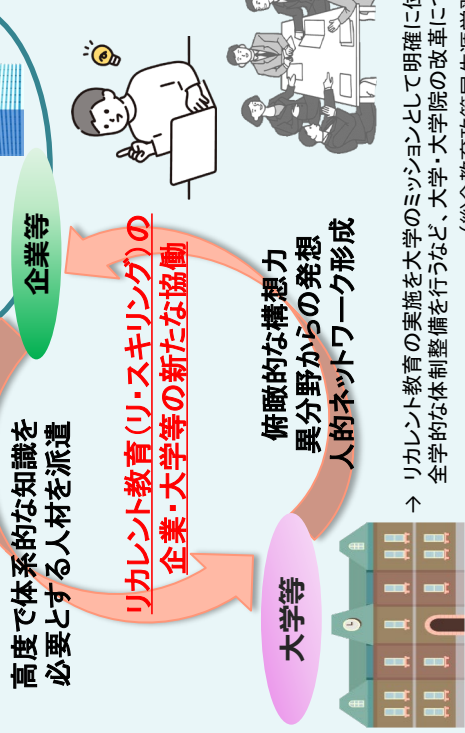 企業等
高度で体系的な知識を
必要とする人材を派遣
リカレント教育(リ・スキリング)の
企業・大学等の新たな協働
俯瞰的な構想力
異分野からの発想
人的ネットワーク形成
大学等
→ リカレント教育の実施を大学のミッションとして明確に位
全学的な体制整備を行うなど、大学・大学院の改革につ